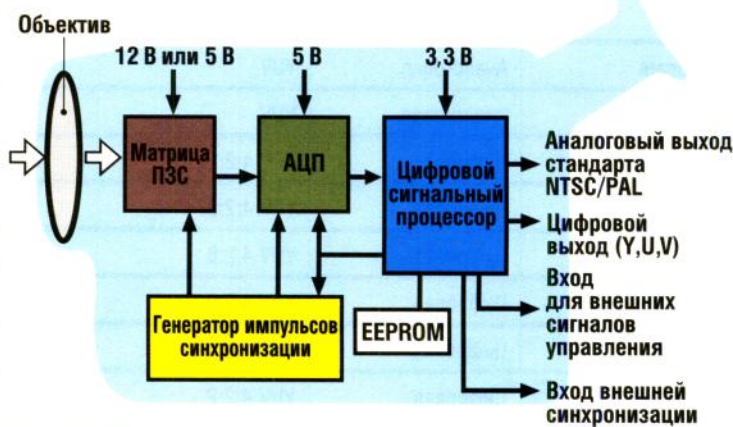 Объектив
12 В или 5 В
5 В
3,3 В
Матрица
ПЗС
АЦП
Цифровой
сигнальный
процессор
Аналоговый выход
стандарта
NTSC/PAL
Цифровой
выход (Y,U,V)
Вход
для внешних
сигналов
управления
Генератор импульсов
синхронизации
EEPROM
Вход внешней
синхронизации